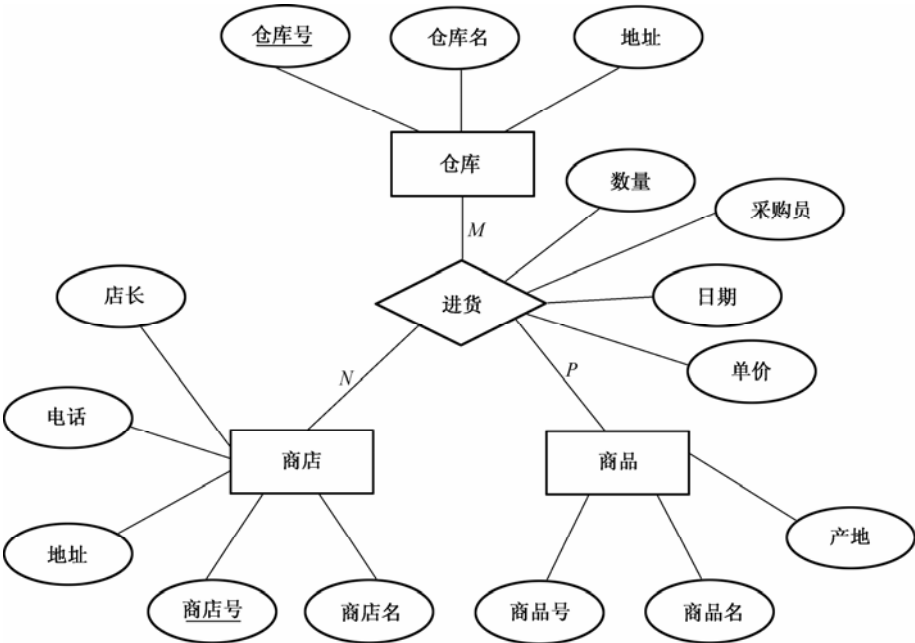 仓库号
仓库名
地址
仓库
数量
采购员
M
店长
进货
日期
单价
N
P
电话
商店
商品
地址
产地
商店号
商店名
商品号
商品名